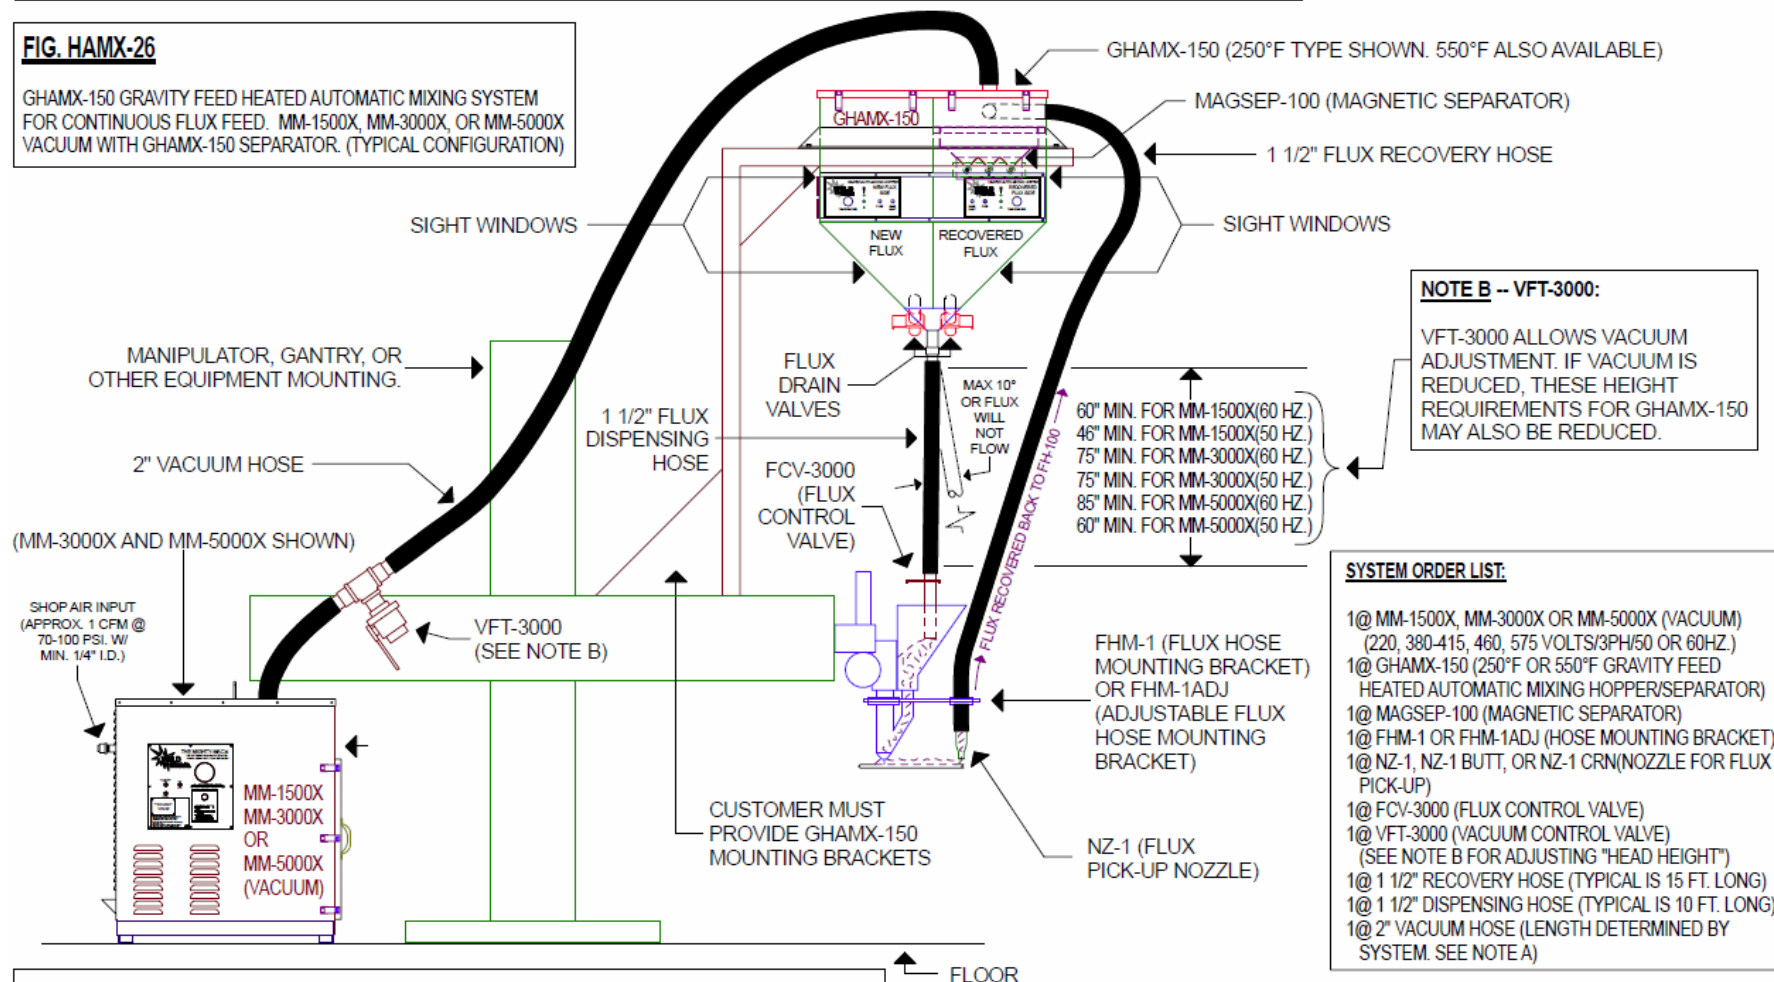 FIG. HAMX-26
GHAMX-150 GRAVITY FEED HEATED AUTOMATIC MIXING SYSTEM
FOR CONTINUOUS FLUX FEED.  MM-1500X, MM-3000X, OR MM-5000X
VACUUM WITH GHAMX-150 SEPARATOR. (TYPICAL CONFIGURATION)
GHAMX-150 (250°F TYPE SHOWN. 550°F ALSO AVAILABLE)
MAGSEP-100 (MAGNETIC SEPARATOR)
1 1/2" FLUX RECOVERY HOSE
GHAMX-150
SIGHT WINDOWS
SIGHT WINDOWS
NEW FLUX
SIDE
RECOVERED
FLUX SIDE
NEW
FLUX
RECOVERED
FLUX
NOTE B -- VFT-3000:
VFT-3000 ALLOWS VACUUM
ADJUSTMENT. IF VACUUM IS
REDUCED, THESE HEIGHT
REQUIREMENTS FOR GHAMX-150
MAY ALSO BE REDUCED.
MANIPULATOR, GANTRY, OR
OTHER EQUIPMENT MOUNTING.
FLUX
DRAIN
VALVES
MAX 10°
OR FLUX
WILL
NOT
FLOW
60" MIN. FOR MM-1500X(60 HZ.)
46" MIN. FOR MM-1500X(50 HZ.)
75" MIN. FOR MM-3000X(60 HZ.)
75" MIN. FOR MM-3000X(50 HZ.)
85" MIN. FOR MM-5000X(60 HZ.)
60" MIN. FOR MM-5000X(50 HZ.)
1 1/2" FLUX
DISPENSING
HOSE
2" VACUUM HOSE
FCV-3000
(FLUX
CONTROL
VALVE)
FLUX RECOVERED BACK TO FH-100
(MM-3000X AND MM-5000X SHOWN)
SHOP AIR INPUT
(APPROX. 1 CFM @
70-100 PSI. W/
MIN. 1/4" I.D.)
VFT-3000
(SEE NOTE B)
FHM-1 (FLUX HOSE
MOUNTING BRACKET)
OR FHM-1ADJ
(ADJUSTABLE FLUX
HOSE MOUNTING
BRACKET)
SYSTEM ORDER LIST:
1@ MM-1500X, MM-3000X OR MM-5000X (VACUUM)
(220, 380-415, 460, 575 VOLTS/3PH/50 OR 60HZ.)
1@ GHAMX-150 (250°F OR 550°F GRAVITY FEED
HEATED AUTOMATIC MIXING HOPPER/SEPARATOR)
1@ MAGSEP-100 (MAGNETIC SEPARATOR)
1@ FHM-1 OR FHM-1ADJ (HOSE MOUNTING BRACKET)
1@ NZ-1, NZ-1 BUTT, OR NZ-1 CRN(NOZZLE FOR FLUX
PICK-UP)
1@ FCV-3000 (FLUX CONTROL VALVE)
1@ VFT-3000 (VACUUM CONTROL VALVE)
(SEE NOTE B FOR ADJUSTING "HEAD HEIGHT")
1@ 1 1/2" RECOVERY HOSE (TYPICAL IS 15 FT. LONG)
1@ 1 1/2" DISPENSING HOSE (TYPICAL IS 10 FT. LONG)
1@ 2" VACUUM HOSE (LENGTH DETERMINED BY
SYSTEM. SEE NOTE A)
MM-1500X
MM-3000X
OR
MM-5000X
(VACUUM)
CUSTOMER MUST
PROVIDE GHAMX-150
MOUNTING BRACKETS
NZ-1 (FLUX
PICK-UP NOZZLE)
FLOOR